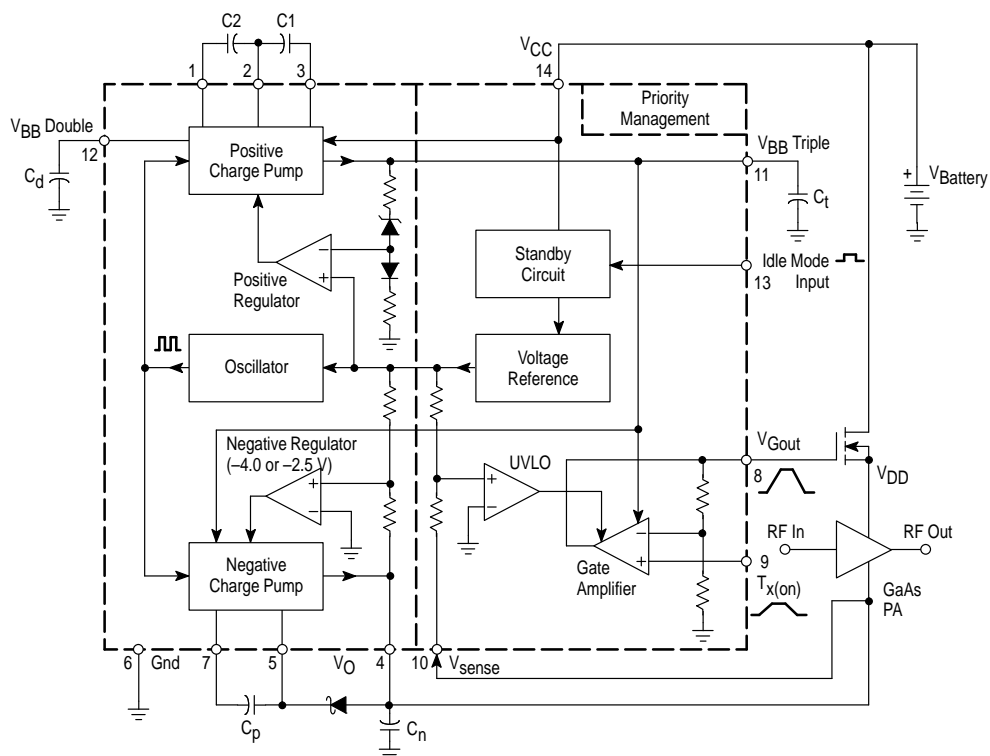 C2 C1
VCC
1 2 3 14
Priority
Management
VBB Double
12
VBB Triple
11
Positive
Charge Pump
Cd
Ct
+
VBattery
Standby
Circuit
Idle Mode
Input
13
–
+
Positive
Regulator
Oscillator
Voltage
Reference
Negative Regulator
(–4.0 or –2.5 V)
UVLO
VGout
8
VDD
+
–
+
–
RF In
RF Out
–
+
9
Negative
Charge Pump
Gate
Amplifier
Tx(on)
GaAs
PA
6 Gnd 7 5 VO 4 10 Vsense
Cp
Cn